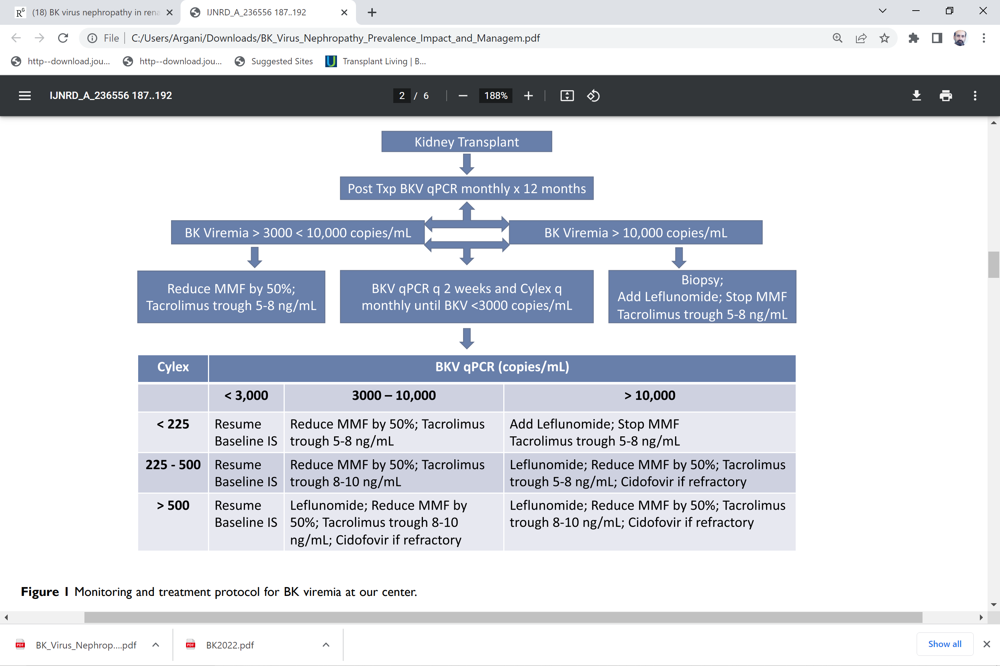 (18) BK virus nephropathy in rena
IJNRD_A_236556 187..192
File
C:/Users/Argani/Downloads/BK_Virus_Nephropathy_Prevalence_Impact_and_Managem.pdf
http--download.jou...
http--download.jou...
Suggested Sites
Transplant Living | B...
IJNRD_A_236556 187..192
2 / 6
188%
Kidney Transplant
Post Txp BKV qPCR monthly x 12 months
BK Viremia > 3000 < 10,000 copies/mL
BK Viremia > 10,000 copies/mL
Reduce MMF by 50%;
Tacrolimus trough 5-8 ng/mL
BKV qPCR q 2 weeks and Cylex q
monthly until BKV <3000 copies/mL
Biopsy;
Add Leflunomide; Stop MMF
Tacrolimus trough 5-8 ng/mL
Cylex
BKV qPCR (copies/mL)
< 3,000
3000 – 10,000
> 10,000
< 225
Resume
Baseline IS
Reduce MMF by 50%; Tacrolimus
trough 5-8 ng/mL
Add Leflunomide; Stop MMF
Tacrolimus trough 5-8 ng/mL
225 - 500
Resume
Baseline IS
Reduce MMF by 50%; Tacrolimus
trough 8-10 ng/mL
Leflunomide; Reduce MMF by 50%; Tacrolimus
trough 5-8 ng/mL; Cidofovir if refractory
> 500
Resume
Baseline IS
Leflunomide; Reduce MMF by
50%; Tacrolimus trough 8-10
ng/mL; Cidofovir if refractory
Leflunomide; Reduce MMF by 50%; Tacrolimus
trough 8-10 ng/mL; Cidofovir if refractory
Figure 1 Monitoring and treatment protocol for BK viremia at our center.
BK_Virus_Nephrop....pdf
BK2022.pdf
Show all